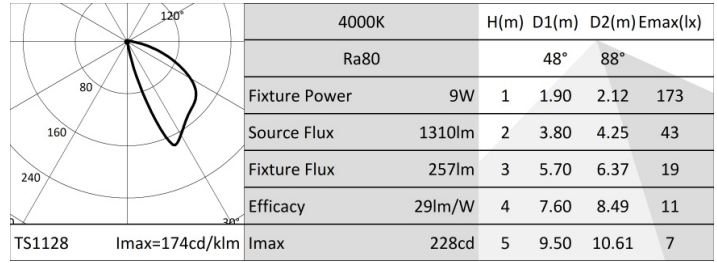 120°
80
160
240
30°
TS1128 Imax=174cd/klm
4000K H(m) D1(m) D2(m) Emax(lx)
Ra80 48° 88°
Fixture Power 9W 1 1.90 2.12 173
Source Flux 1310lm 2 3.80 4.25 43
Fixture Flux 257lm 3 5.70 6.37 19
Efficacy 29lm/W 4 7.60 8.49 11
Imax 228cd 5 9.50 10.61 7